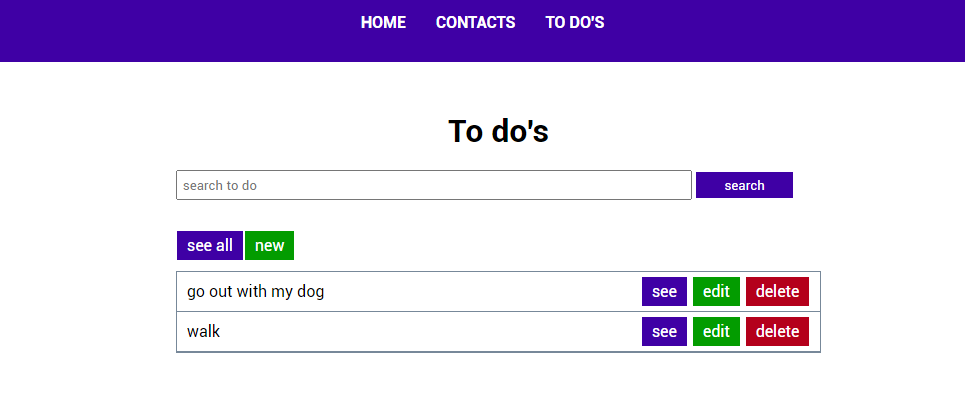 HOME CONTACTS TO DO'S
To do's
search to do search
see all new
go out with my dog see edit delete
walk see edit delete